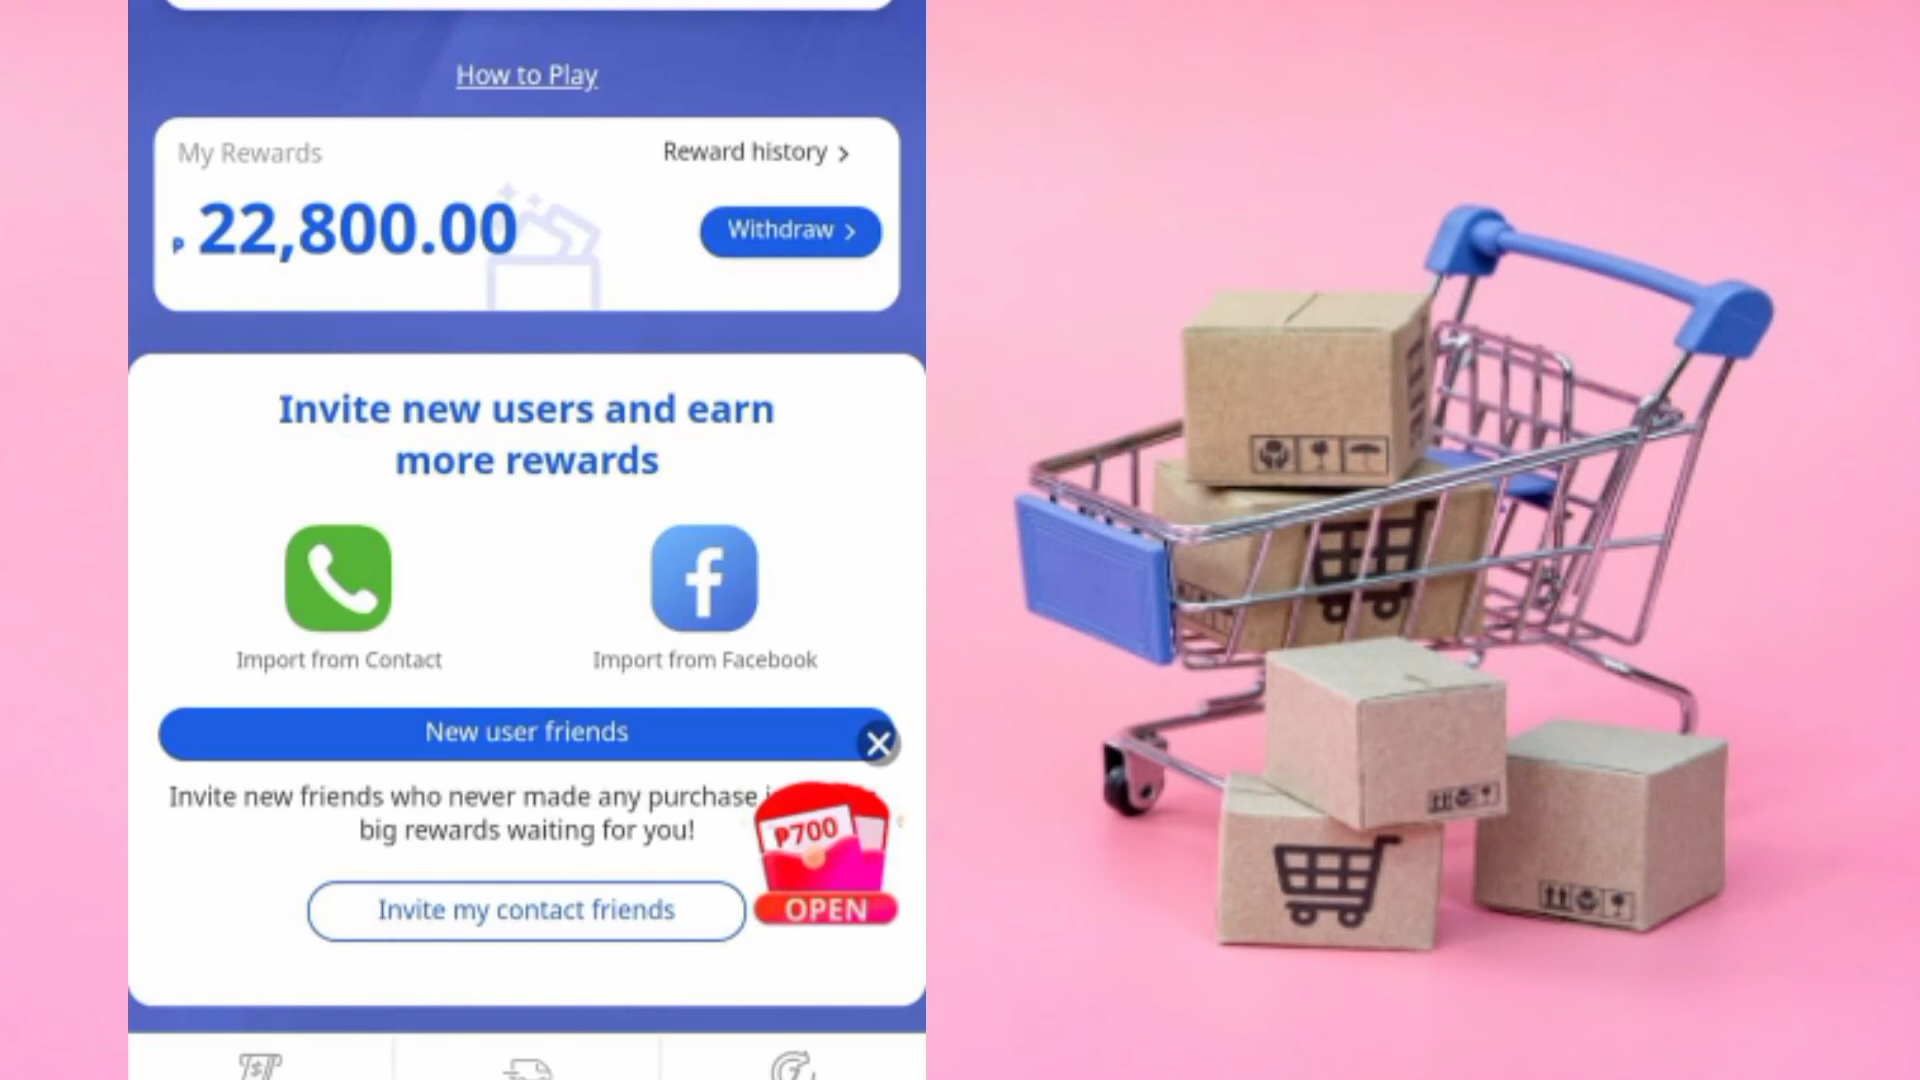 How to Play
My Rewards
Reward history >
₱ 22,800.00
Withdraw >
Invite new users and earn
more rewards
Import from Contact
Import from Facebook
New user friends
Invite new friends who never made any purchase
big rewards waiting for you!
₱700
OPEN
Invite my contact friends